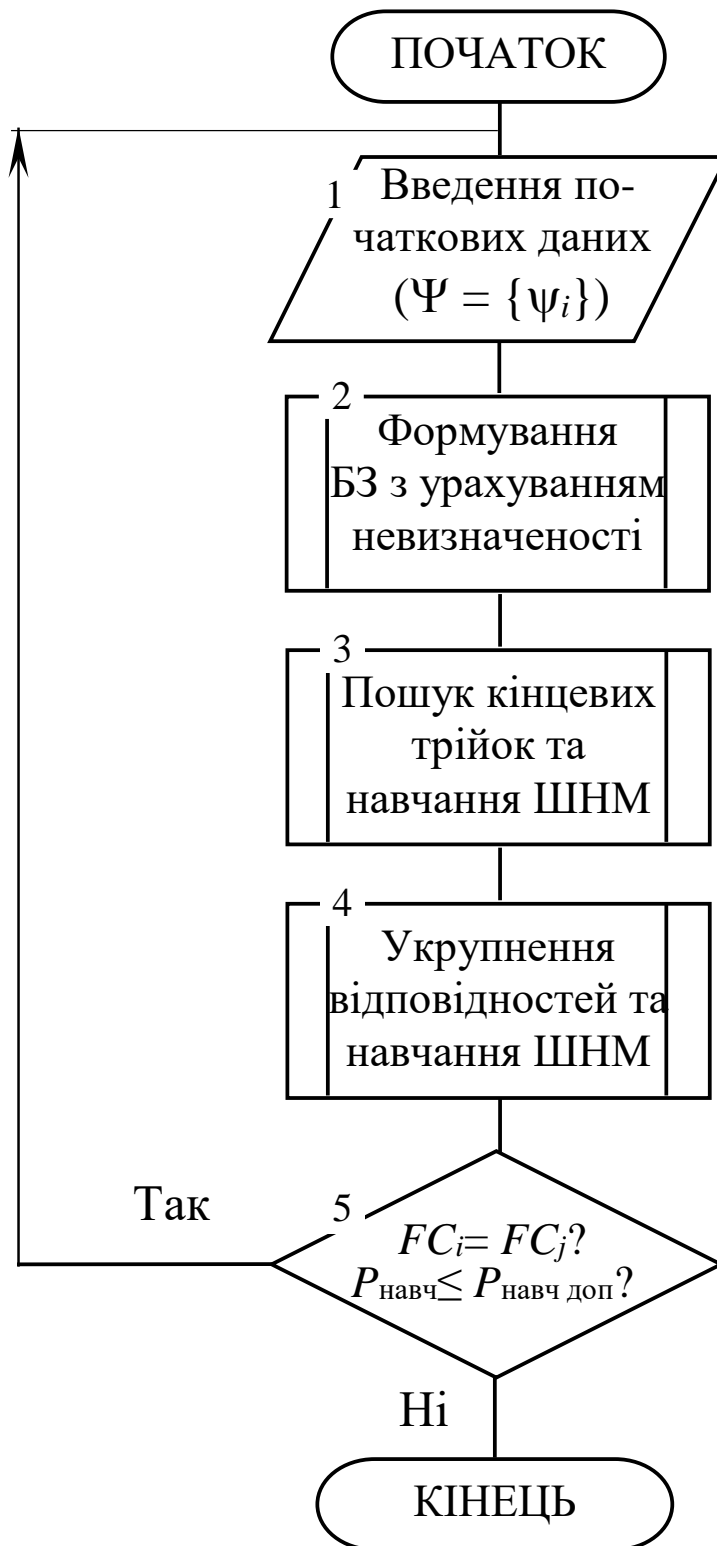 ПОЧАТОК
1
Введення по-
чаткових даних
(Ψ = {ψi})
2
Формування
БЗ з урахуванням
невизначеності
3
Пошук кінцевих
трійок та
навчання ШНМ
4
Укрупнення
відповідностей та
навчання ШНМ
Так
5
FCi= FCj?
Pнавч≤ Pнавч доп?
Ні
КІНЕЦЬ